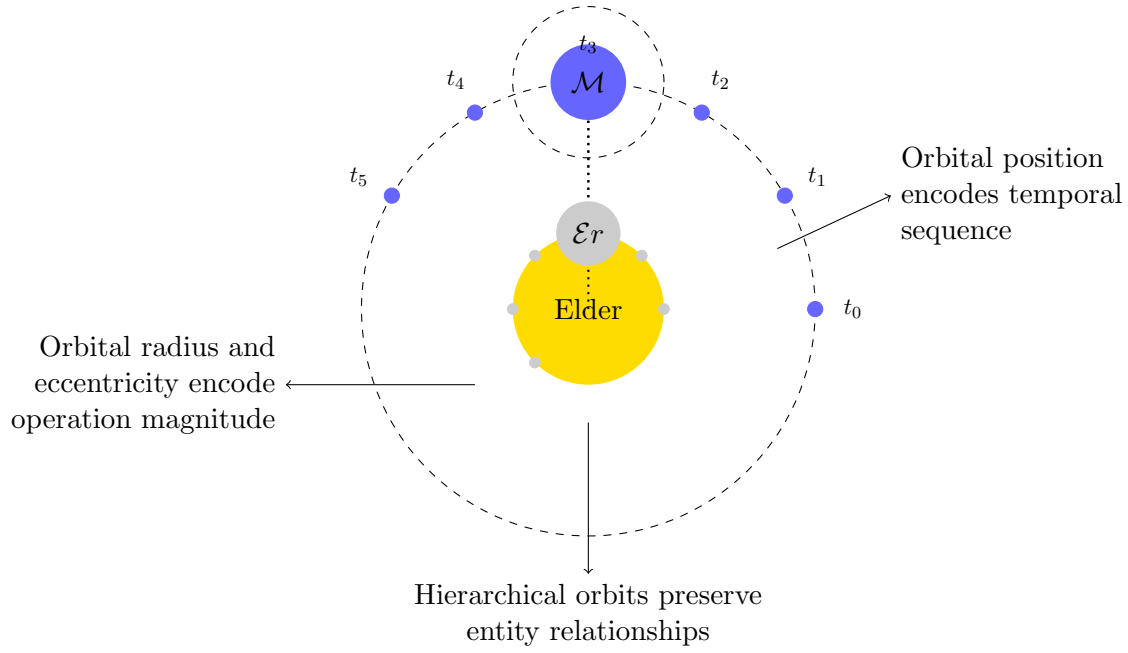 t₃
ℳ
t₄
t₂
t₅
t₁
Orbital position
encodes temporal
sequence
ℰr
Elder
t₀
Orbital radius and
eccentricity encode
operation magnitude
Hierarchical orbits preserve
entity relationships